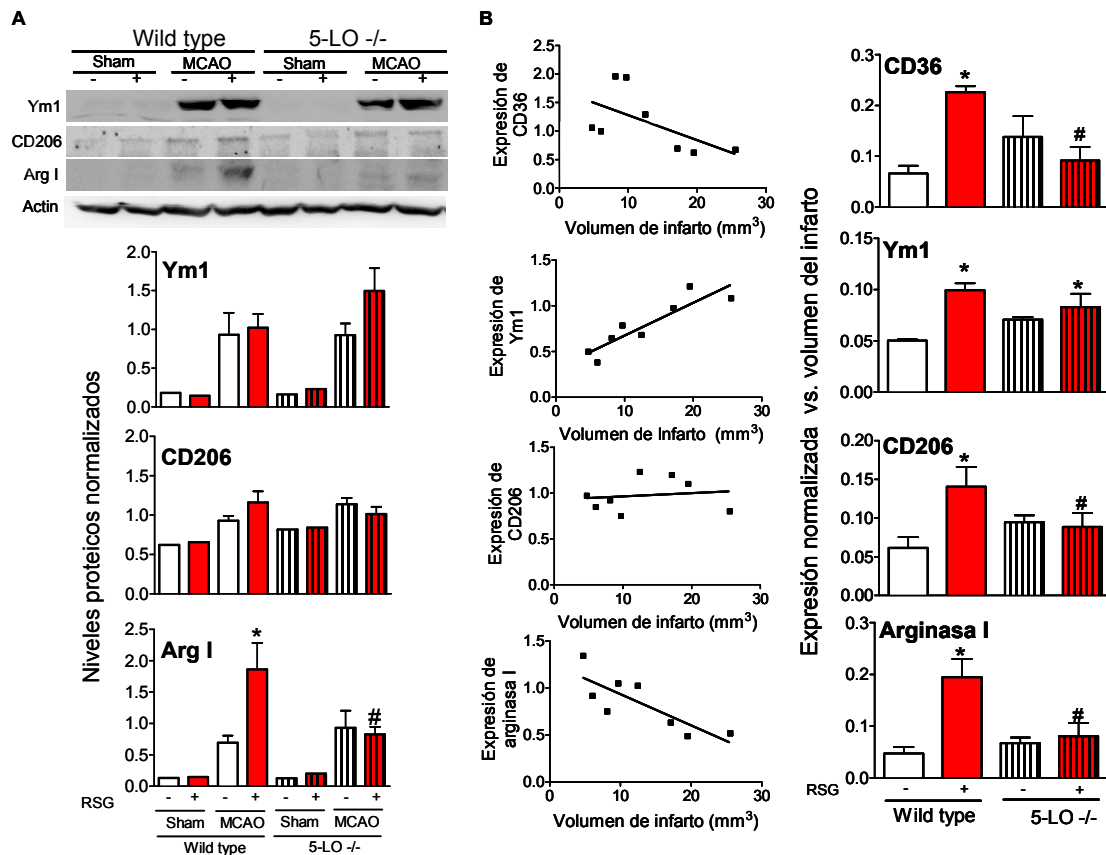 A
Wild type 5-LO -/-
Sham MCAO Sham MCAO
- + - + - + - +
Ym1
CD206
Arg I
Actin
Niveles proteicos normalizados
Ym1
1.5
1.0
0.5
0.0
2.0
CD206
1.5
1.0
0.5
0.0
2.0
Arg I
*
#
2.5
2.0
1.5
1.0
0.5
0.0
RSG - + - + - + - +
Sham MCAO Sham MCAO
Wild type 5-LO -/-
B
Expresión de
CD36
2.5
2.0
1.5
1.0
0.5
0.0
0 10 20 30
Volumen de infarto (mm³)
Expresión de
Ym1
1.5
1.0
0.5
0.0
0 10 20 30
Volumen de Infarto (mm³)
Expresión de
CD206
1.5
1.0
0.5
0.0
0 10 20 30
Volumen de infarto (mm³)
Expresión de
arginasa I
1.5
1.0
0.5
0.0
0 10 20 30
Volumen de infarto (mm³)
Expresión normalizada vs. volumen del infarto
CD36
*
#
0.3
0.2
0.1
0.0
Ym1
*
*
0.15
0.10
0.05
0.00
CD206
*
#
0.20
0.15
0.10
0.05
0.00
Arginasa I
*
#
0.3
0.2
0.1
0.0
RSG - + - +
Wild type 5-LO -/-